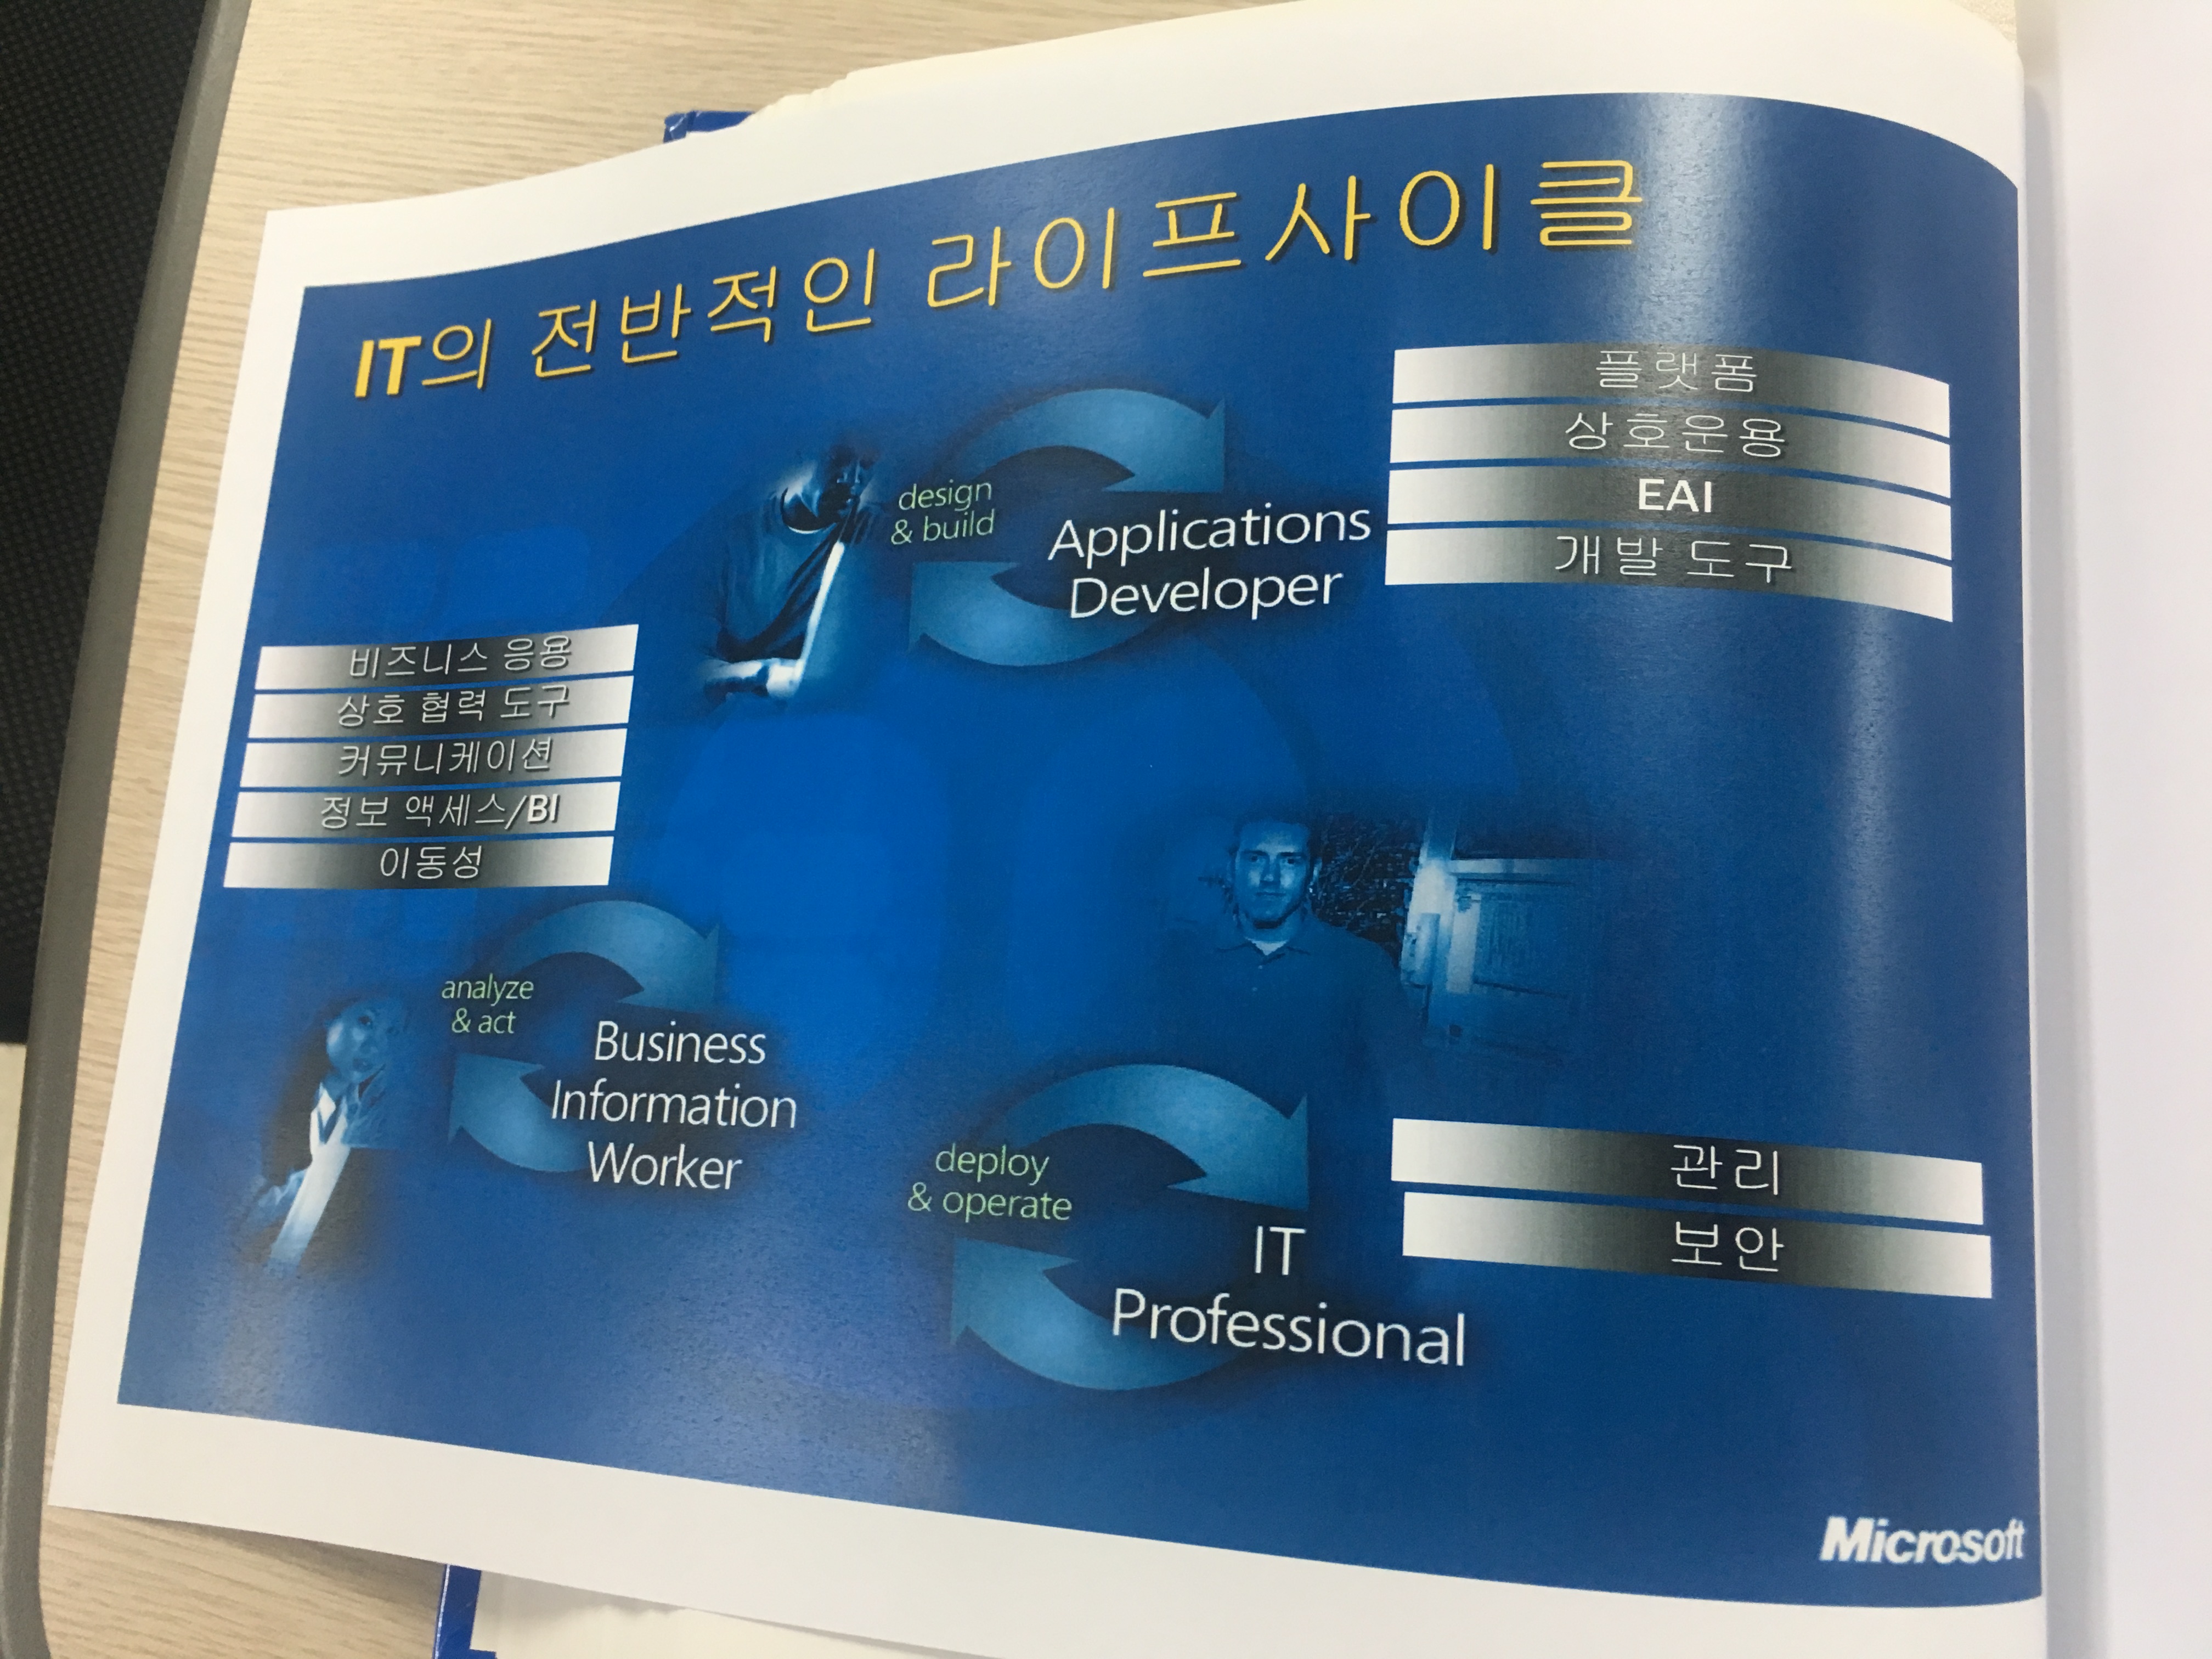 IT의 전반적인 라이프사이클
design
& build
Applications
Developer
플랫폼
상호운용
EAI
개발 도구
비즈니스 응용
상호 협력 도구
커뮤니케이션
정보 액세스/BI
이동성
analyze
& act
Business
Information
Worker
deploy
& operate
IT
Professional
관리
보안
Microsoft